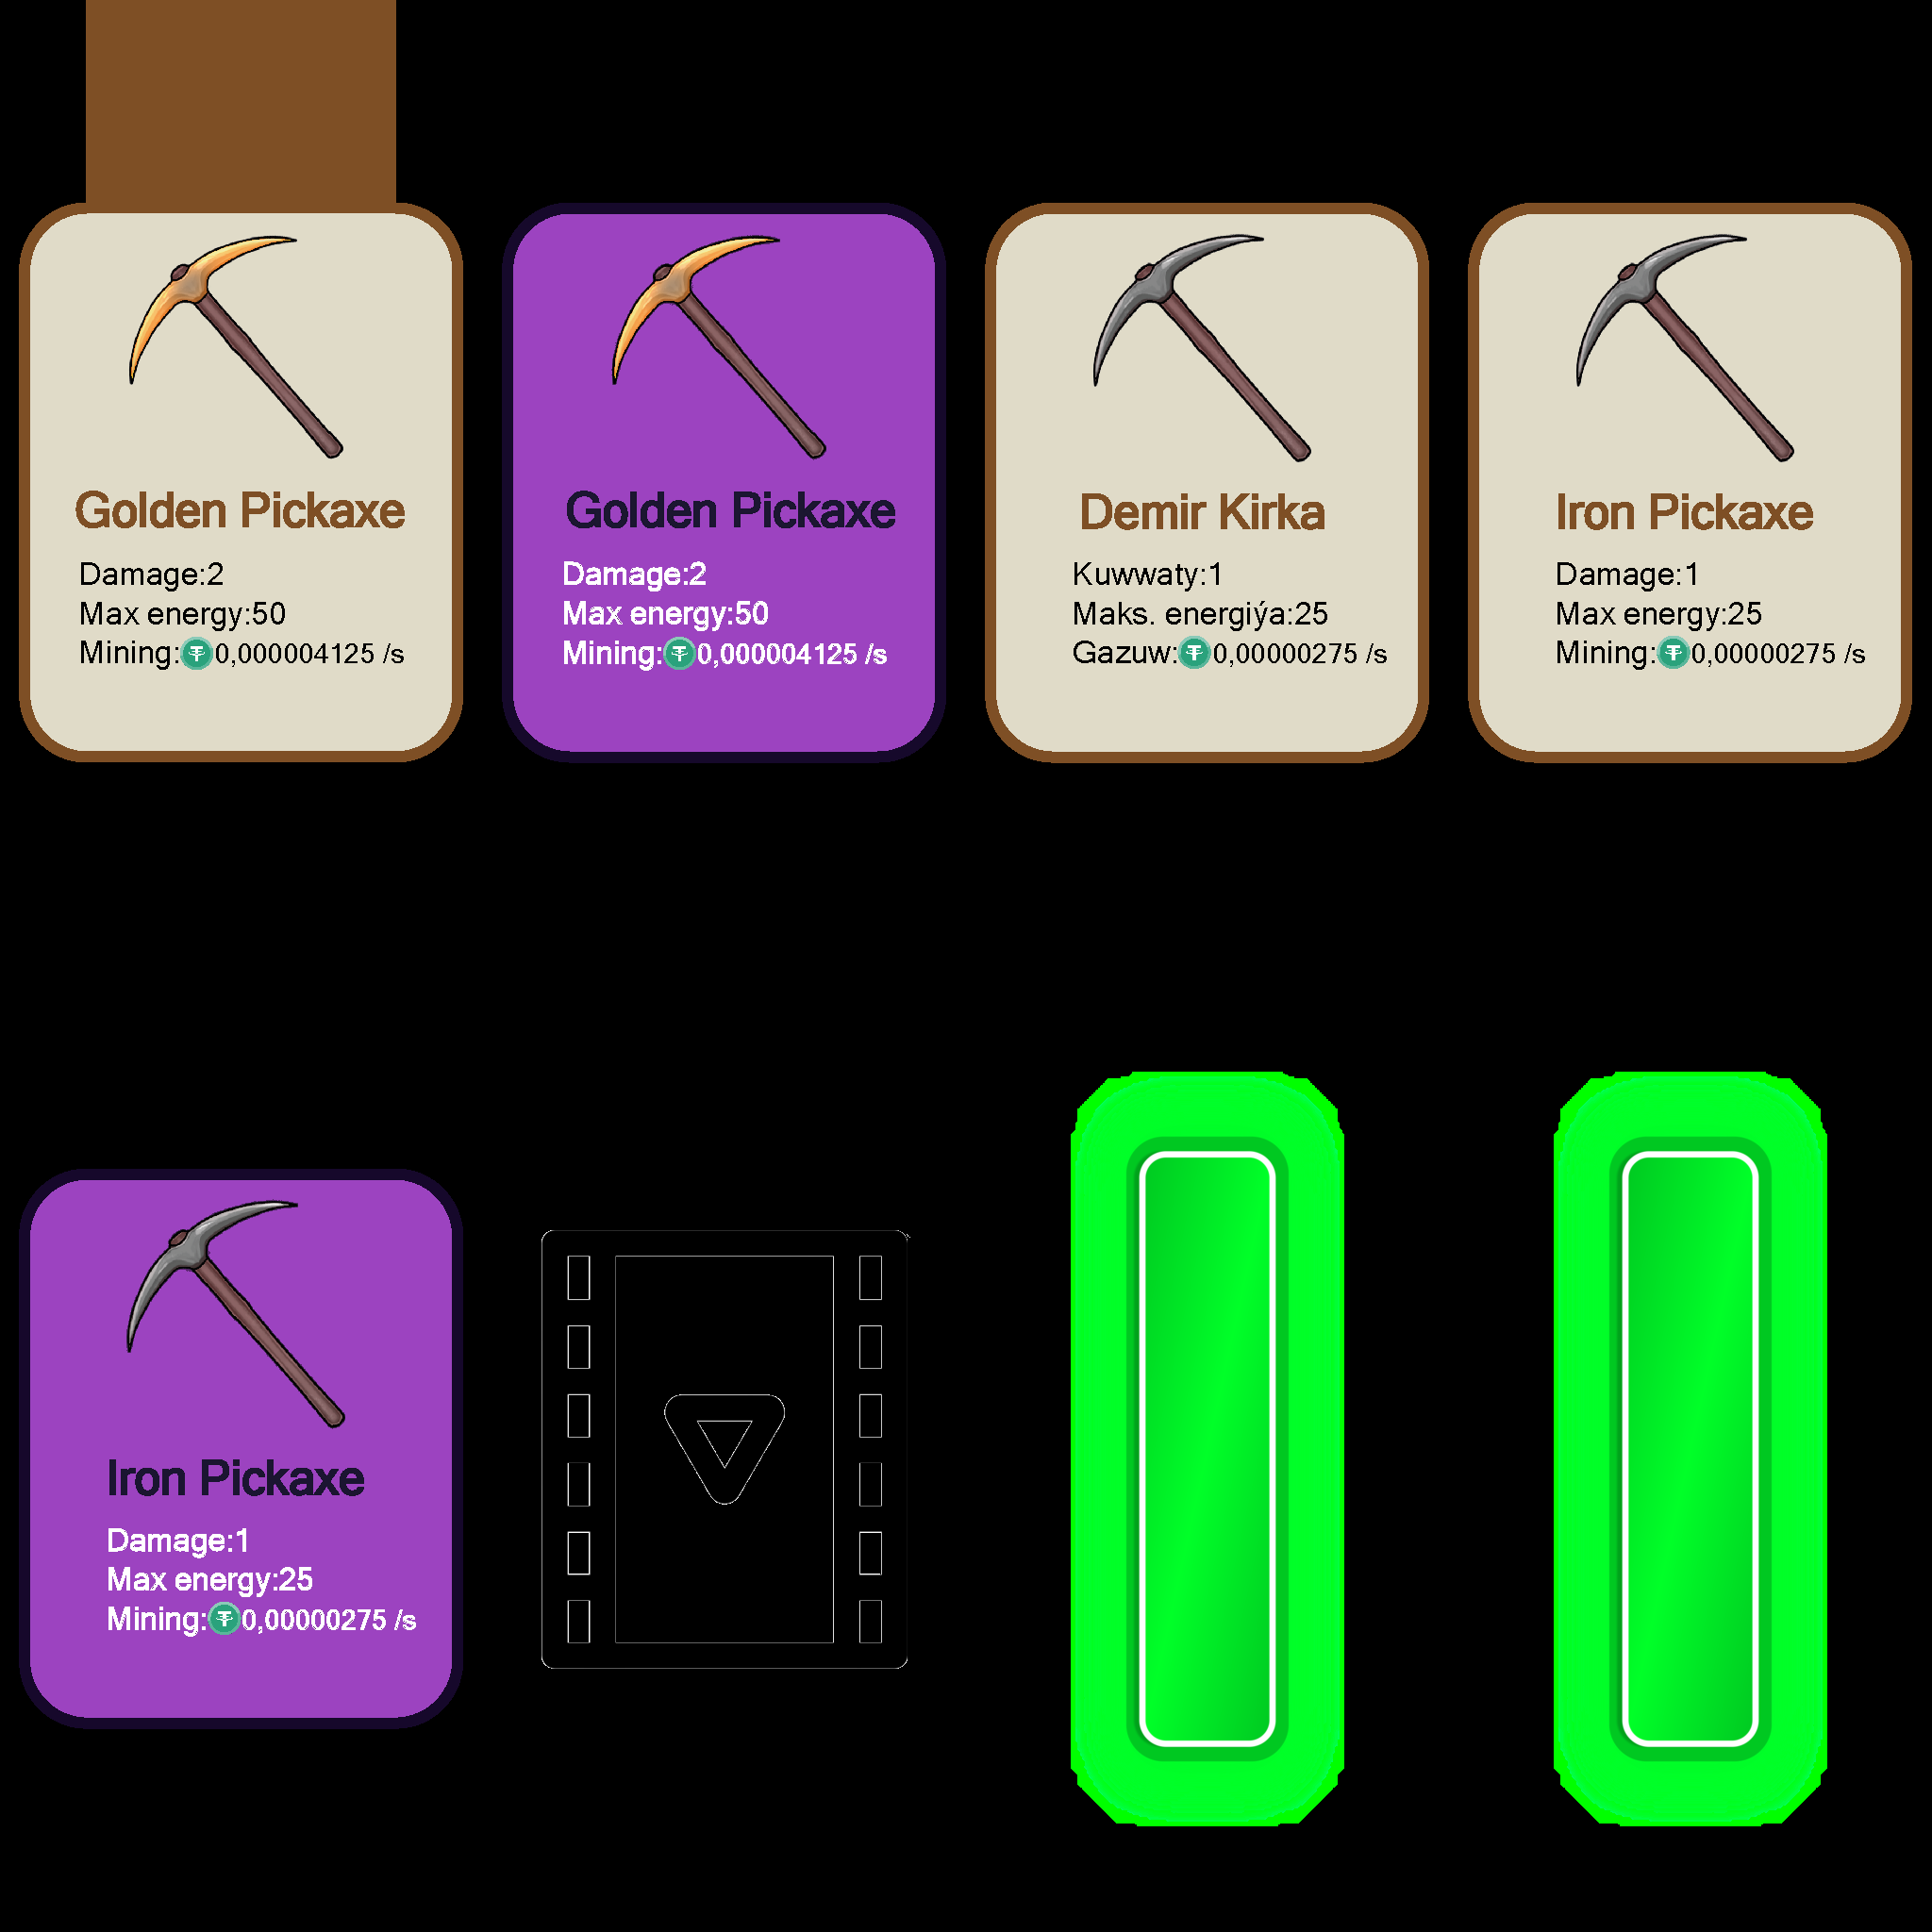 Golden Pickaxe
Damage:2
Max energy:50
Mining:0,000004125 /s
Golden Pickaxe
Damage:2
Max energy:50
Mining:0,000004125 /s
Demir Kirka
Kuwwaty:1
Maks. energiýa:25
Gazuw:0,00000275 /s
Iron Pickaxe
Damage:1
Max energy:25
Mining:0,00000275 /s
Iron Pickaxe
Damage:1
Max energy:25
Mining:0,00000275 /s